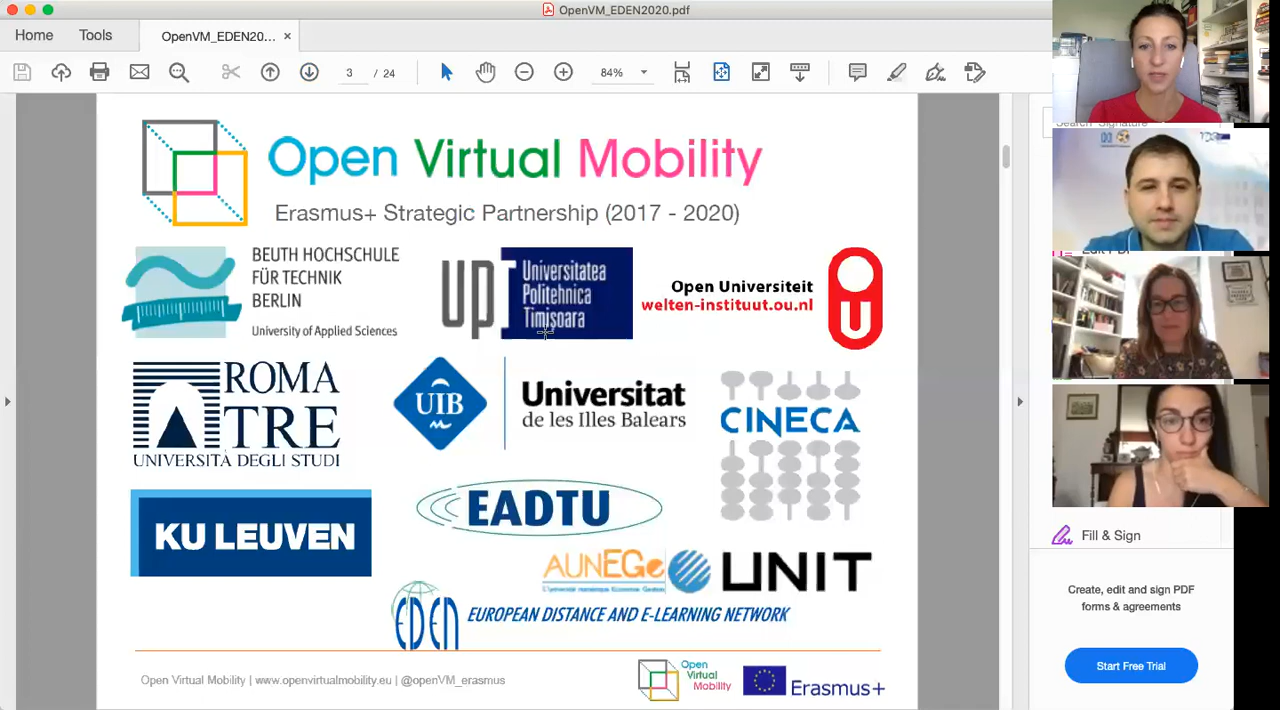 OpenVM_EDEN2020.pdf
Home
Tools
OpenVM_EDEN20...
3 / 24
84%
Open Virtual Mobility
Erasmus+ Strategic Partnership (2017 - 2020)
BEUTH HOCHSCHULE
FÜR TECHNIK
BERLIN
University of Applied Sciences
UPT
Universitatea
Politehnica
Timișoara
Open Universiteit
welten-instituut.ou.nl
OU
ROMA
TRE
UNIVERSITÀ DEGLI STUDI
UIB
Universitat
de les Illes Balears
CINECA
KU LEUVEN
EADTU
AUNEGe
UNIT
EDEN
EUROPEAN DISTANCE AND E-LEARNING NETWORK
Open Virtual Mobility | www.openvirtualmobility.eu | @openVM_erasmus
Open
Virtual
Mobility
Erasmus+
Fill & Sign
Create, edit and sign PDF
forms & agreements
Start Free Trial